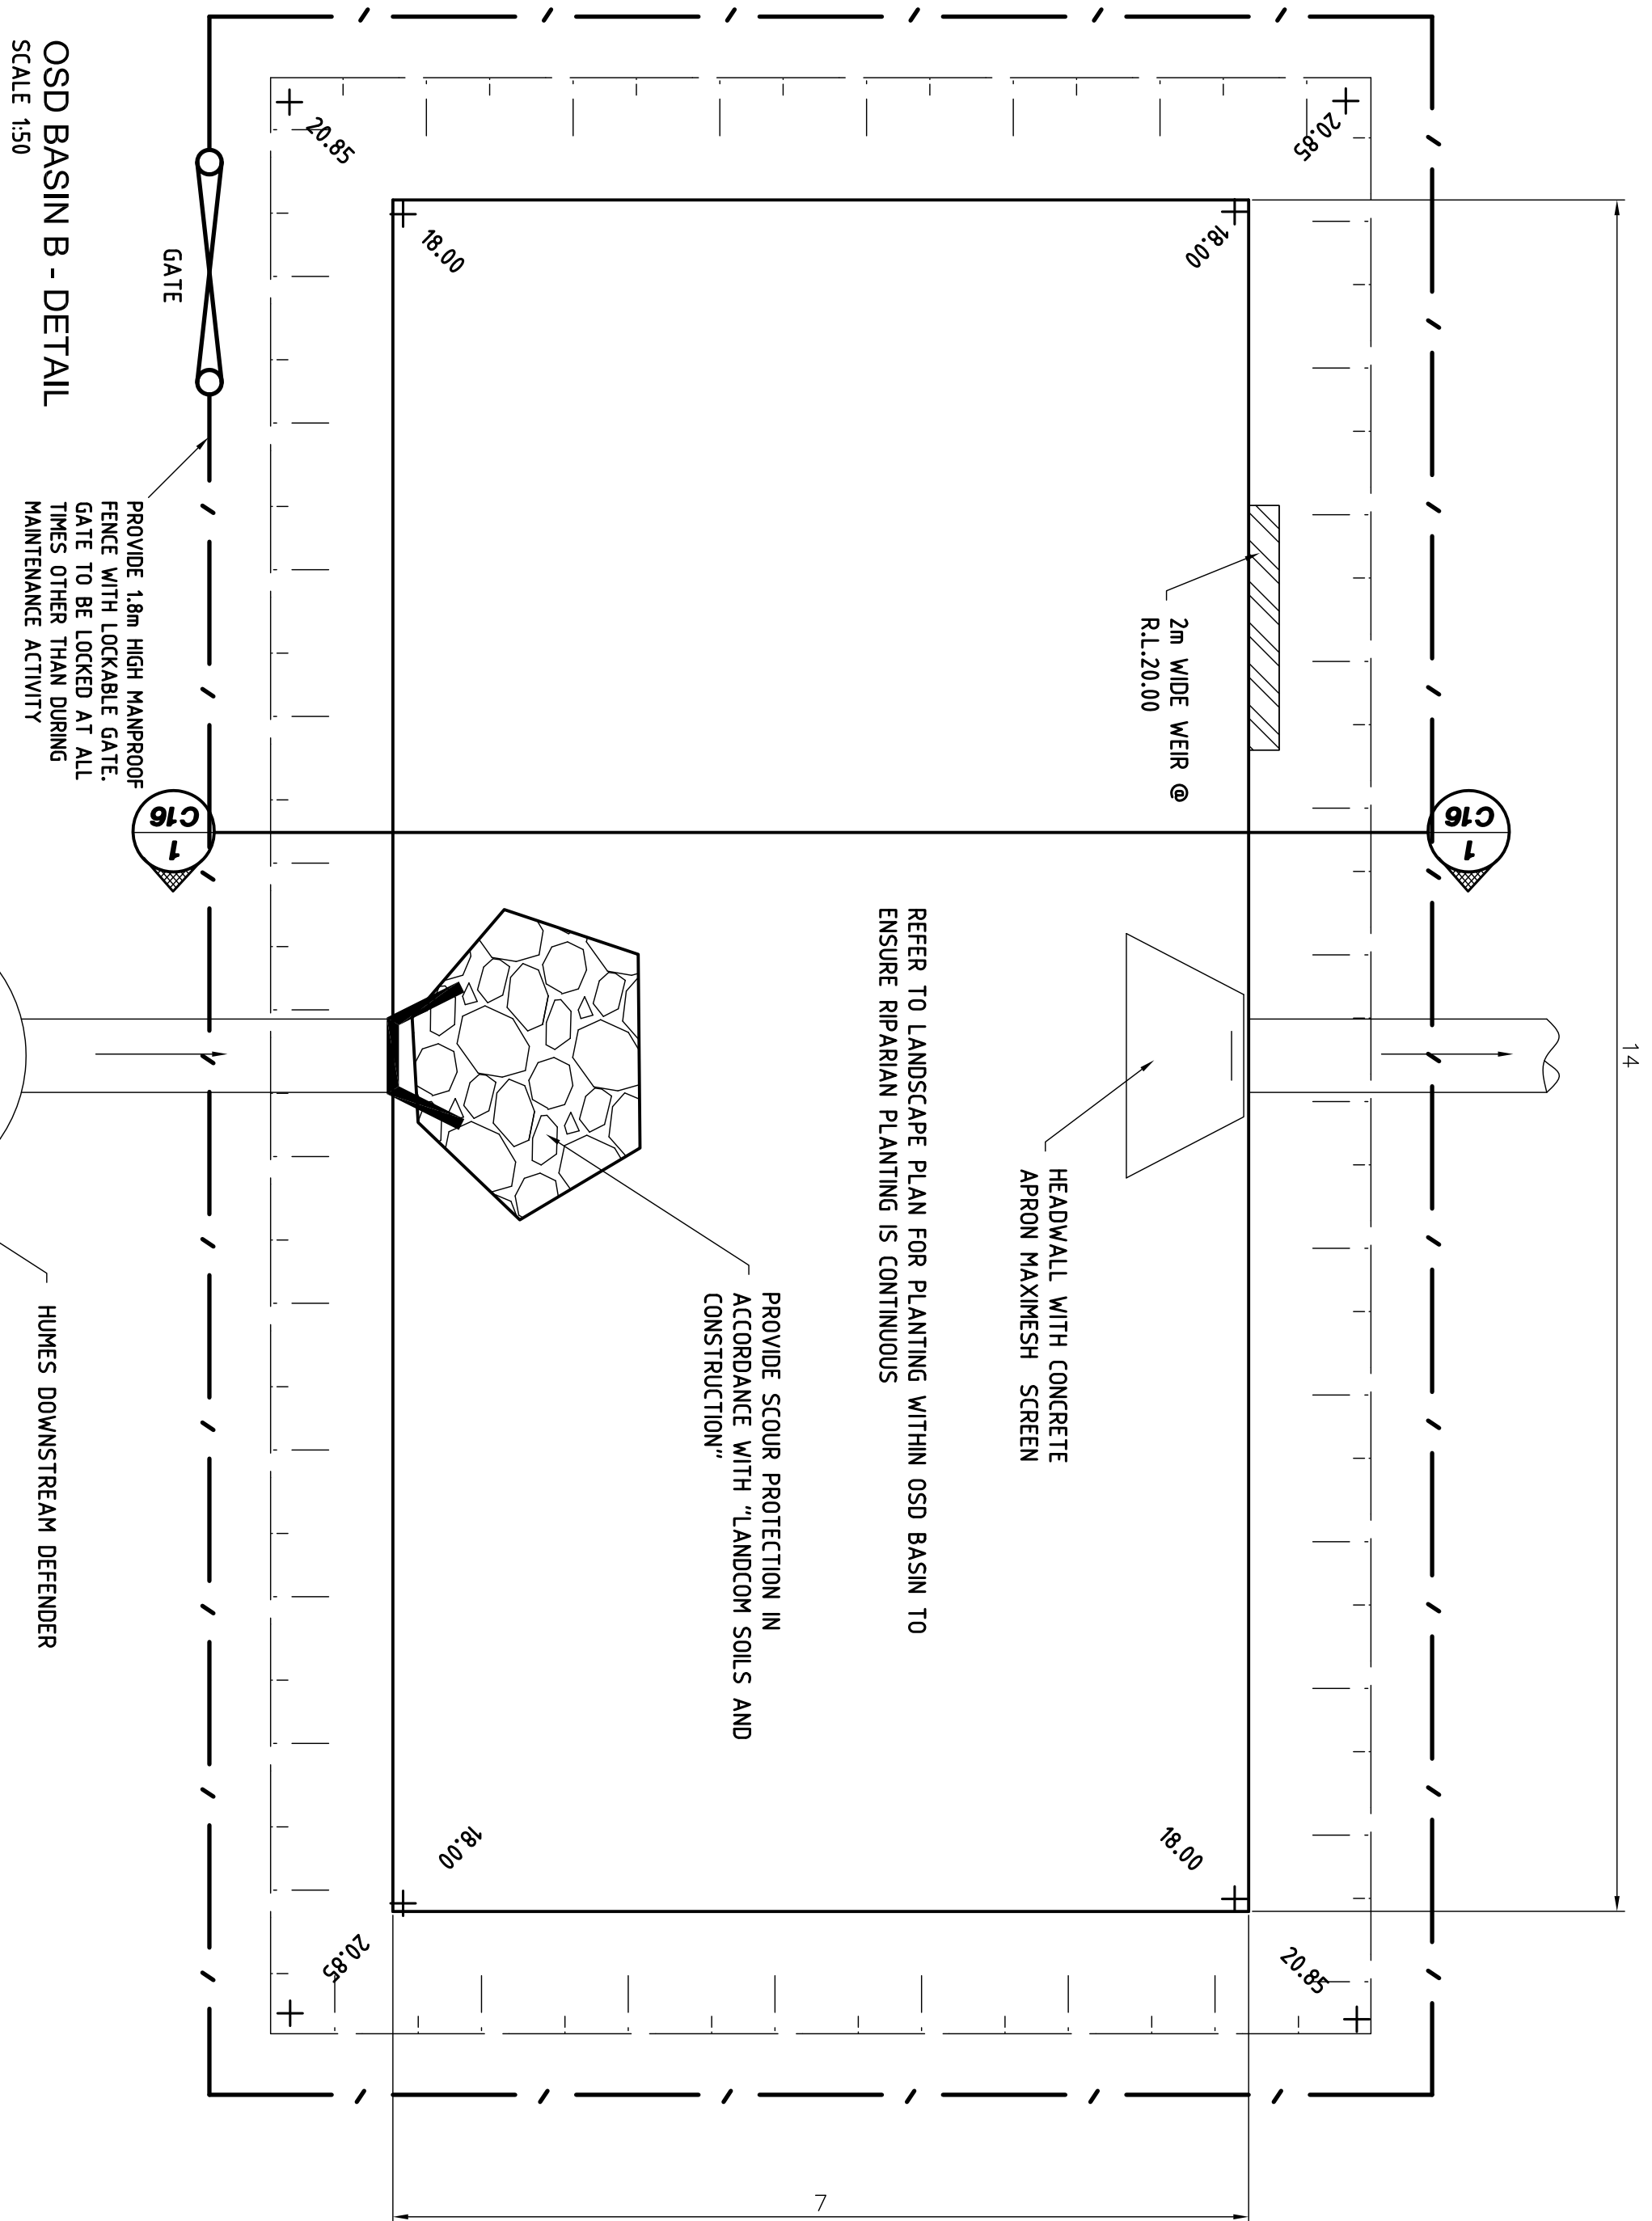 14
20.85
20.85
18.00
18.00
2m WIDE WEIR @
R.L.20.00
C16
1
C16
1
HEADWALL WITH CONCRETE
APRON MAXIMESH SCREEN
REFER TO LANDSCAPE PLAN FOR PLANTING WITHIN OSD BASIN TO
ENSURE RIPARIAN PLANTING IS CONTINUOUS
PROVIDE SCOUR PROTECTION IN
ACCORDANCE WITH "LANDCOM SOILS AND
CONSTRUCTION"
18.00
18.00
20.85
20.85
7
GATE
PROVIDE 1.8m HIGH MANPROOF
FENCE WITH LOCKABLE GATE.
GATE TO BE LOCKED AT ALL
TIMES OTHER THAN DURING
MAINTENANCE ACTIVITY
HUMES DOWNSTREAM DEFENDER
OSD BASIN B - DETAIL
SCALE 1:50